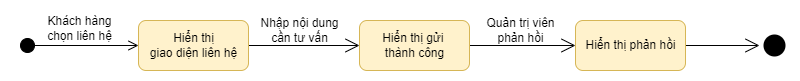 Khách hàng
chọn liên hệ
Hiển thị
giao diện liên hệ
Nhập nội dung
cần tư vấn
Hiển thị gửi
thành công
Quản trị viên
phản hồi
Hiển thị phản hồi